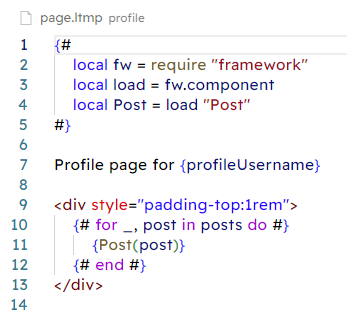 page.ltmp profile
1 {#
2 local fw = require "framework"
3 local load = fw.component
4 local Post = load "Post"
5 #}
6
7 Profile page for {profileUsername}
8
9 <div style="padding-top:1rem">
10 {# for _, post in posts do #}
11 {Post(post)}
12 {# end #}
13 </div>
14